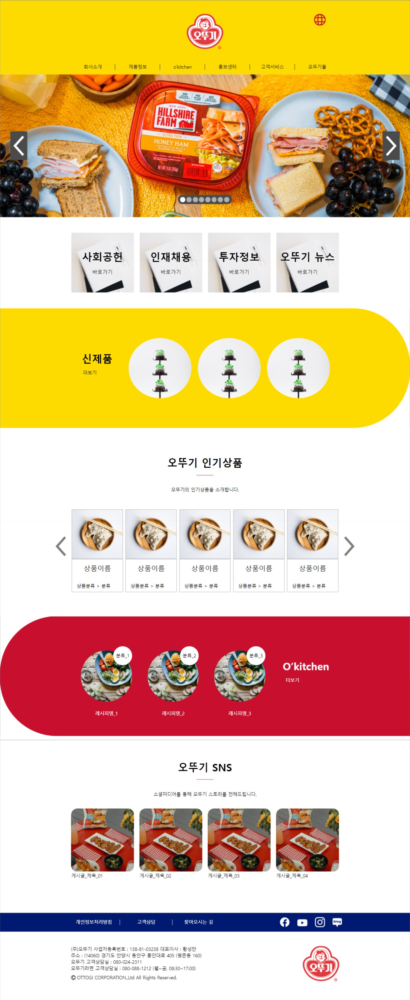 오뚜기
®
회사소개 | 제품정보 | o'kitchen | 홍보센터 | 고객서비스 | 오뚜기몰
NO NO NO
EST 1934
HILLSHIRE
FARM
ULTRA THIN
HONEY HAM
CONTAINS UP TO 28% OF A
SEASONING SOLUTION
FULLY COOKED • KEEP REFRIGERATED
NET WT. 9 OZ (255g)
사회공헌 인재채용 투자정보 오뚜기 뉴스
바로가기 바로가기 바로가기 바로가기
신제품
더보기
오뚜기 인기상품
오뚜기의 인기상품을 소개합니다.
상품이름 상품이름 상품이름 상품이름 상품이름
상품분류 > 분류 상품분류 > 분류 상품분류 > 분류 상품분류 > 분류 상품분류 > 분류
분류_1 분류_2 분류_3
O’kitchen
더보기
레시피명_1 레시피명_2 레시피명_3
오뚜기 SNS
소셜미디어를 통해 오뚜기 스토리를 전해드립니다.
게시글_제목_01 게시글_제목_02 게시글_제목_03 게시글_제목_04
개인정보처리방침 | 고객상담 | 찾아오시는 길
blog
(주)오뚜기 사업자등록번호 : 138-81-03238 대표이사 : 황성만
주소 : (14060) 경기도 안양시 동안구 흥안대로 405 (평촌동 160)
오뚜기 고객상담실 : 080-024-2311
오뚜기라면 고객상담실 : 080-088-1212 (월~금, 08:30~17:00)
© OTTOGI CORPORATION.,Ltd All Rights Reserved.
오뚜기
®